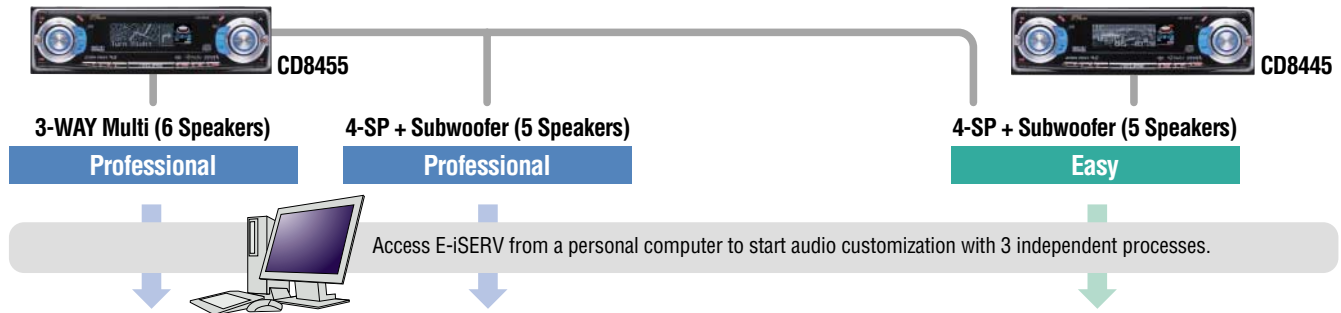 CD8455
CD8445
3-WAY Multi (6 Speakers)
4-SP + Subwoofer (5 Speakers)
4-SP + Subwoofer (5 Speakers)
Professional
Professional
Easy
Access E-iSERV from a personal computer to start audio customization with 3 independent processes.